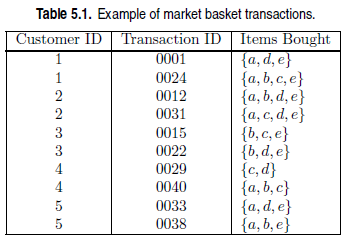 Table 5.1. Example of market basket transactions.
Customer ID Transaction ID Items Bought
1 0001 {a, d, e}
1 0024 {a, b, c, e}
2 0012 {a, b, d, e}
2 0031 {a, c, d, e}
3 0015 {b, c, e}
3 0022 {b, d, e}
4 0029 {c, d}
4 0040 {a, b, c}
5 0033 {a, d, e}
5 0038 {a, b, e}